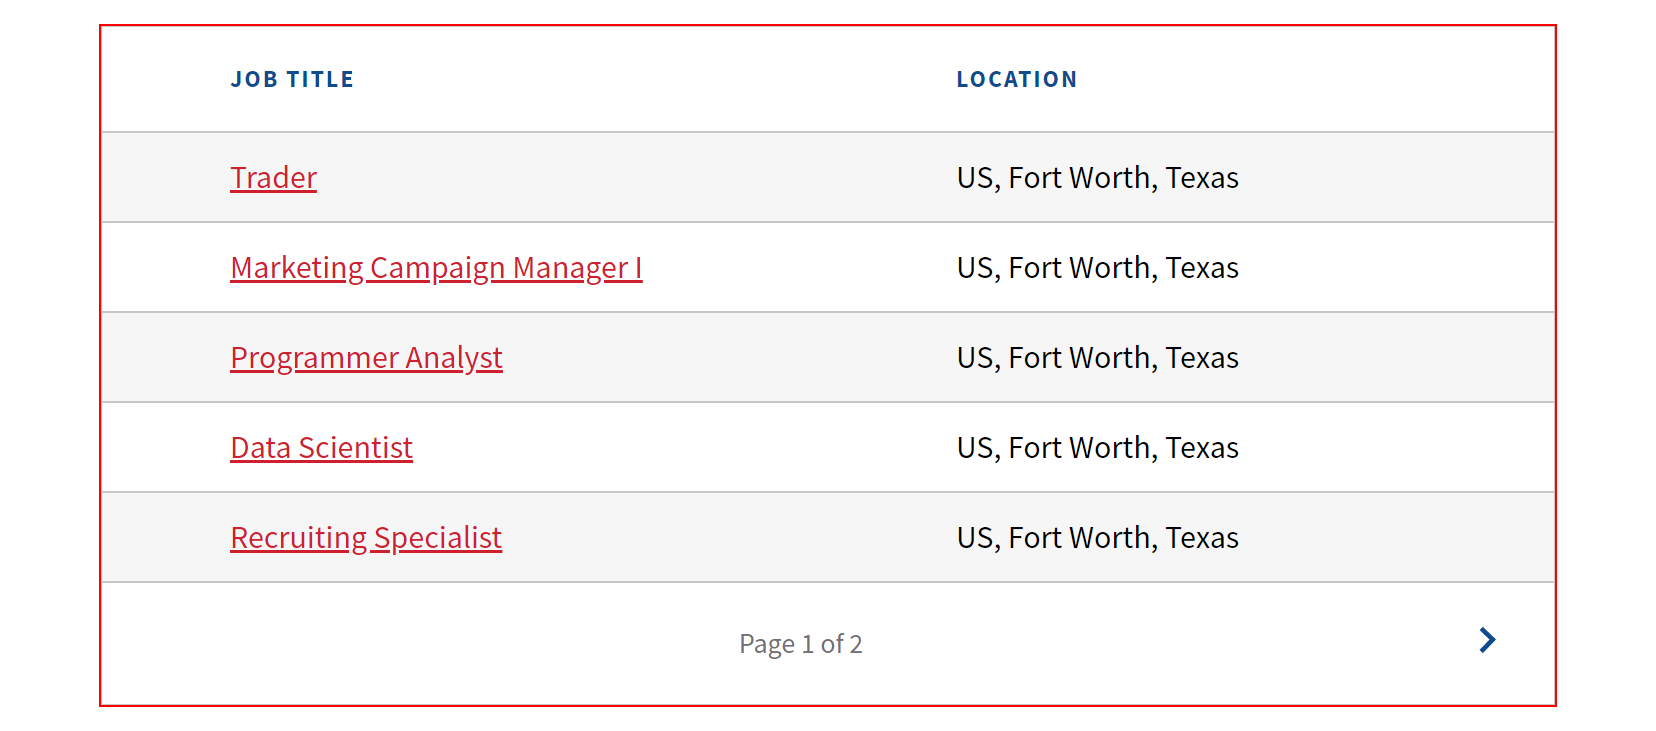 JOB TITLE LOCATION
Trader US, Fort Worth, Texas
Marketing Campaign Manager I US, Fort Worth, Texas
Programmer Analyst US, Fort Worth, Texas
Data Scientist US, Fort Worth, Texas
Recruiting Specialist US, Fort Worth, Texas
Page 1 of 2